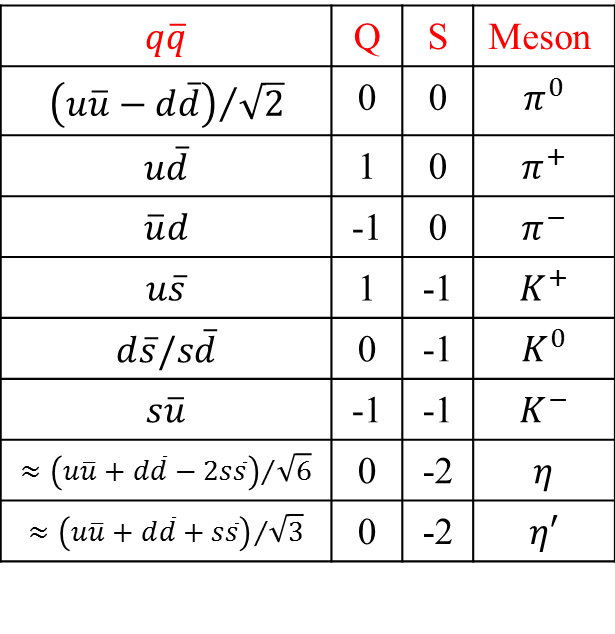 qq̄ Q S Meson
(uū − dd̄)/√2 0 0 π⁰
ud̄ 1 0 π⁺
ūd -1 0 π⁻
us̄ 1 -1 K⁺
ds̄/sd̄ 0 -1 K⁰
sū -1 -1 K⁻
≈ (uū + dd̄ − 2ss̄)/√6 0 -2 η
≈ (uū + dd̄ + ss̄)/√3 0 -2 η′